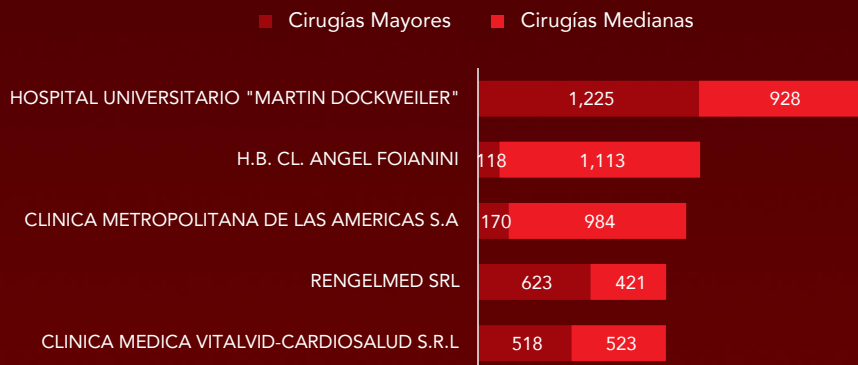 Cirugías Mayores Cirugías Medianas
HOSPITAL UNIVERSITARIO "MARTIN DOCKWEILER" 1,225 928
H.B. CL. ANGEL FOIANINI 118 1,113
CLINICA METROPOLITANA DE LAS AMERICAS S.A 170 984
RENGELMED SRL 623 421
CLINICA MEDICA VITALVID-CARDIOSALUD S.R.L 518 523